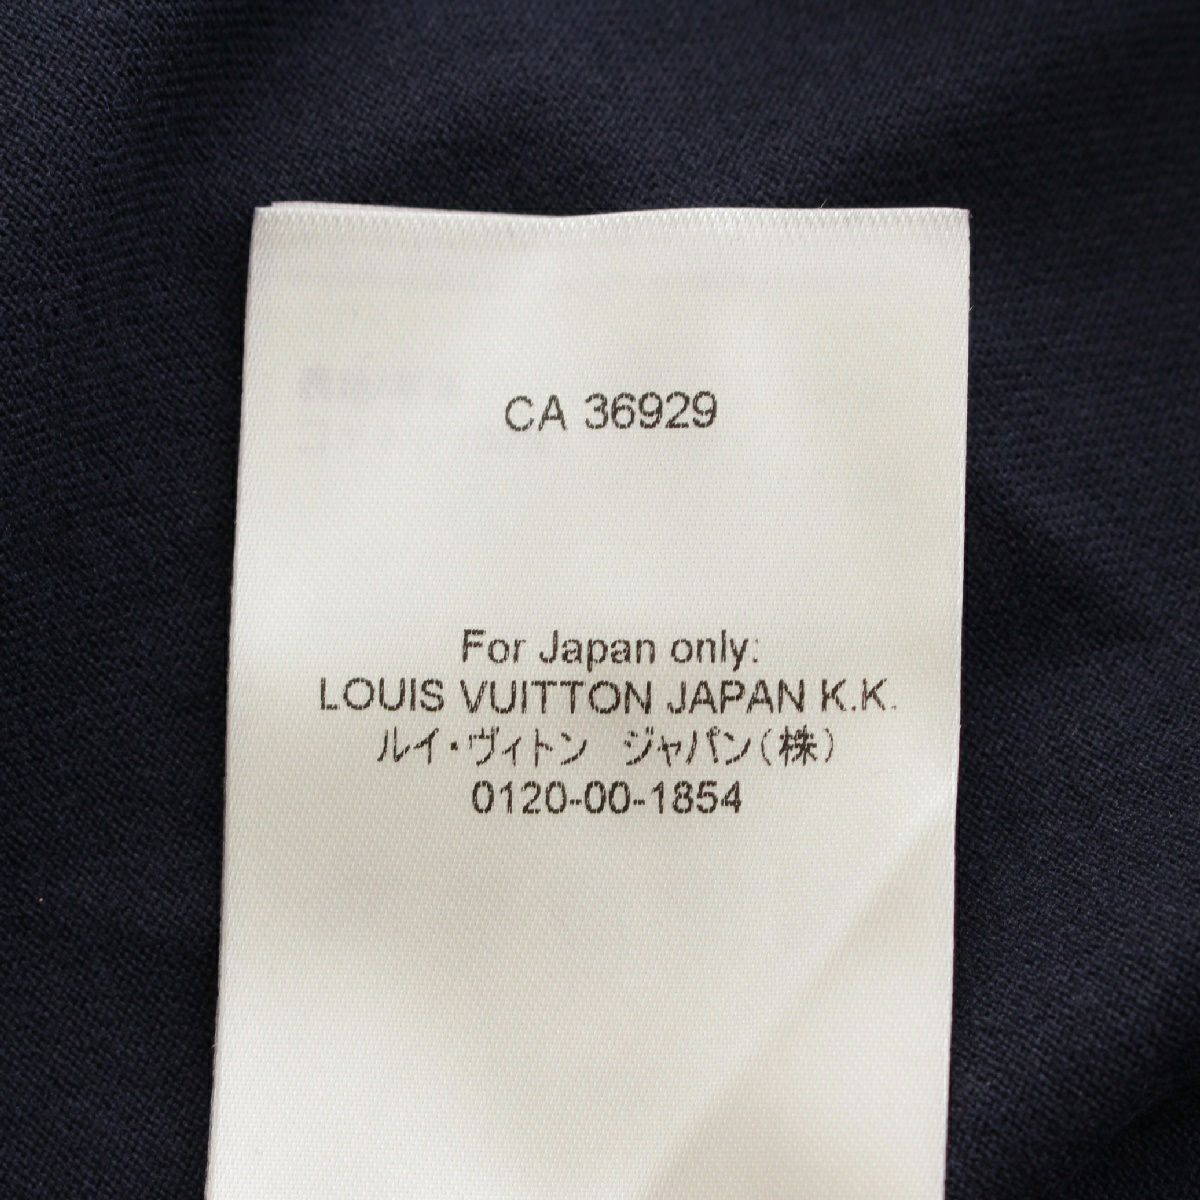 CA 36929
For Japan only:
LOUIS VUITTON JAPAN K.K.
ルイ・ヴィトン　ジャパン(株)
0120-00-1854